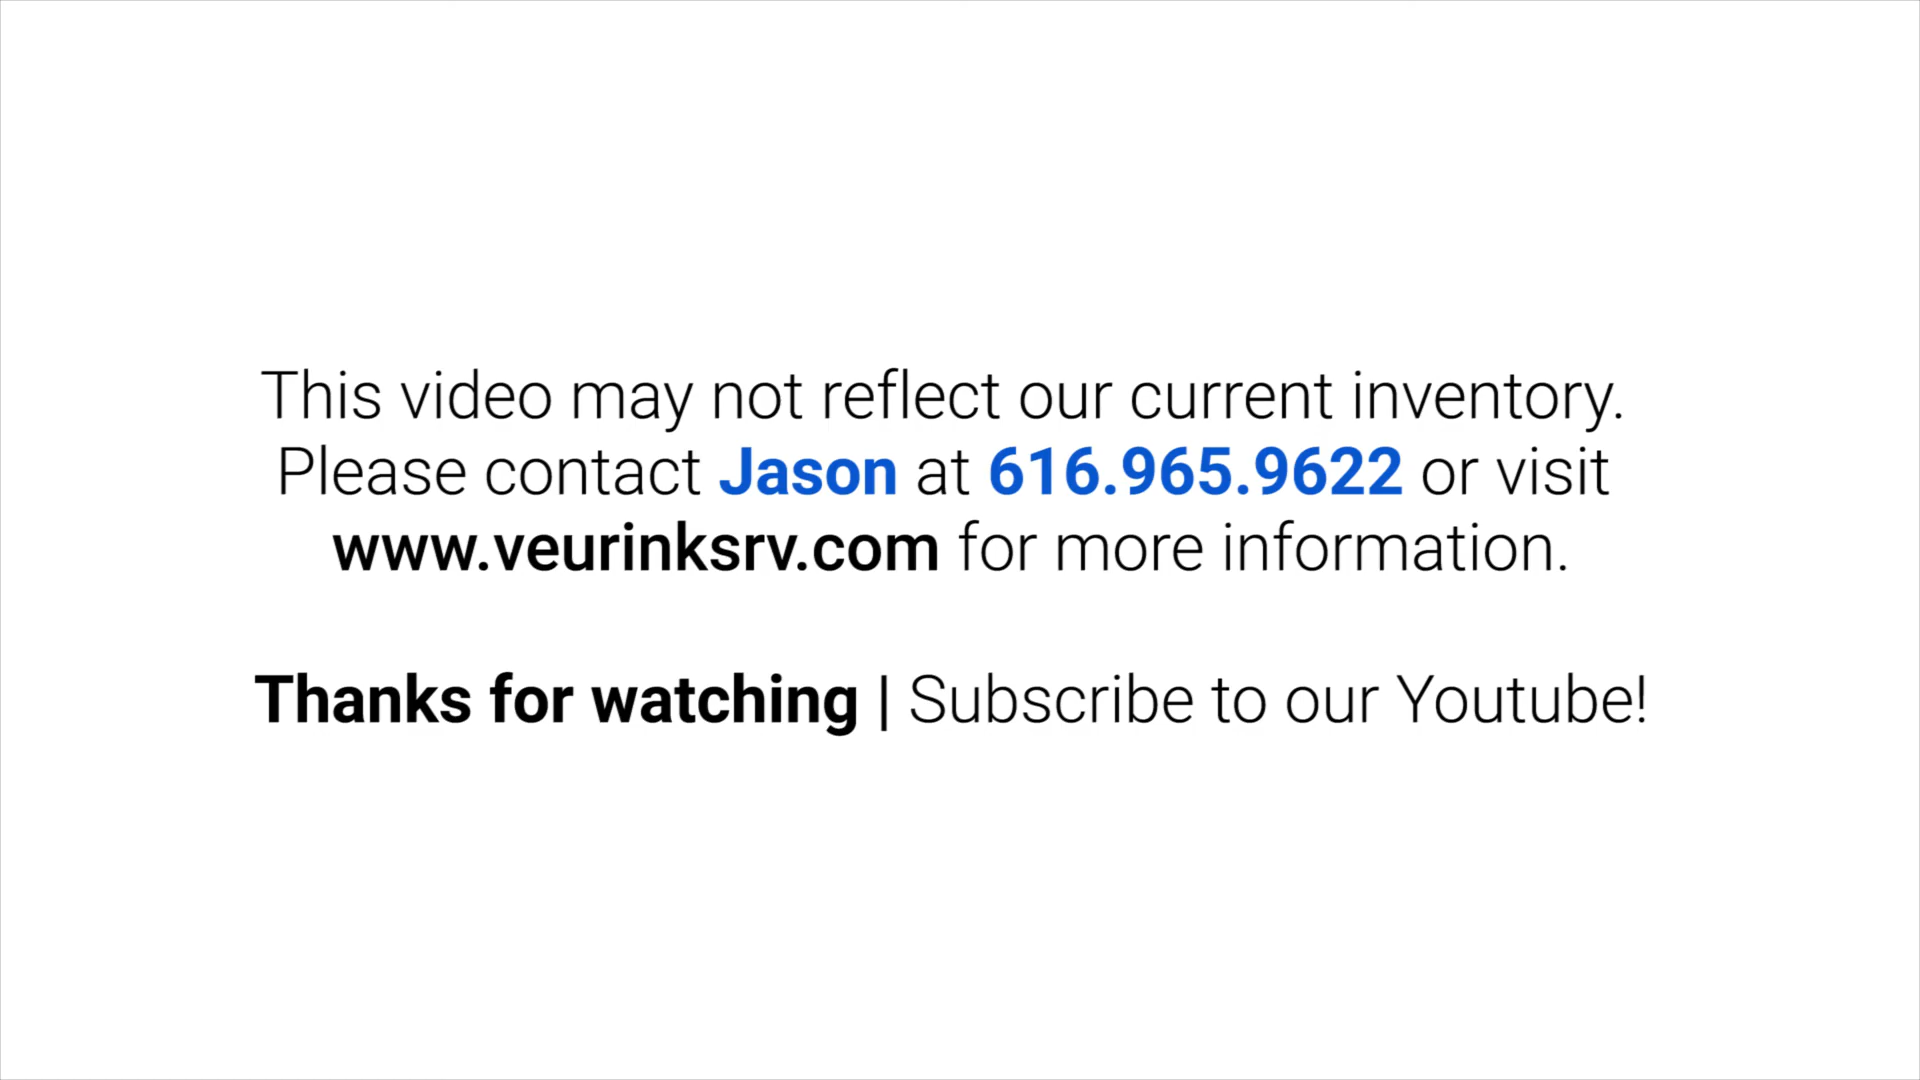 This video may not reflect our current inventory.
Please contact Jason at 616.965.9622 or visit
www.veurinksrv.com for more information.
Thanks for watching | Subscribe to our Youtube!